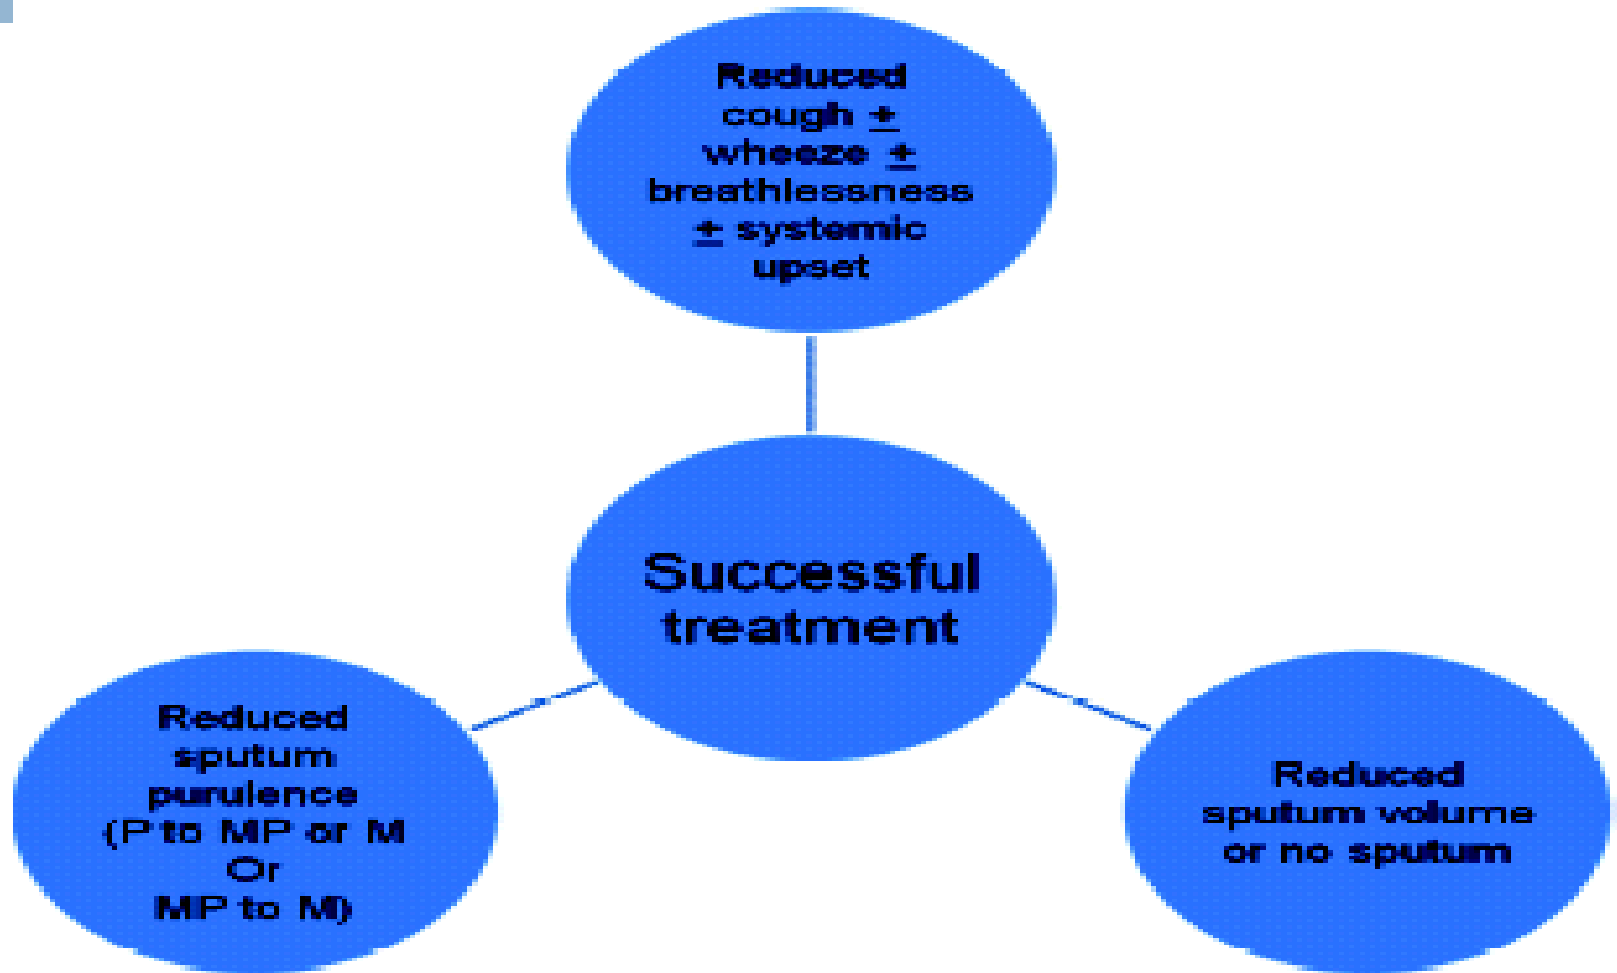 Reduced
cough ±
wheeze ±
breathlessness
± systemic
upset
Successful
treatment
Reduced
sputum
purulence
(P to MP or M
Or
MP to M)
Reduced
sputum volume
or no sputum